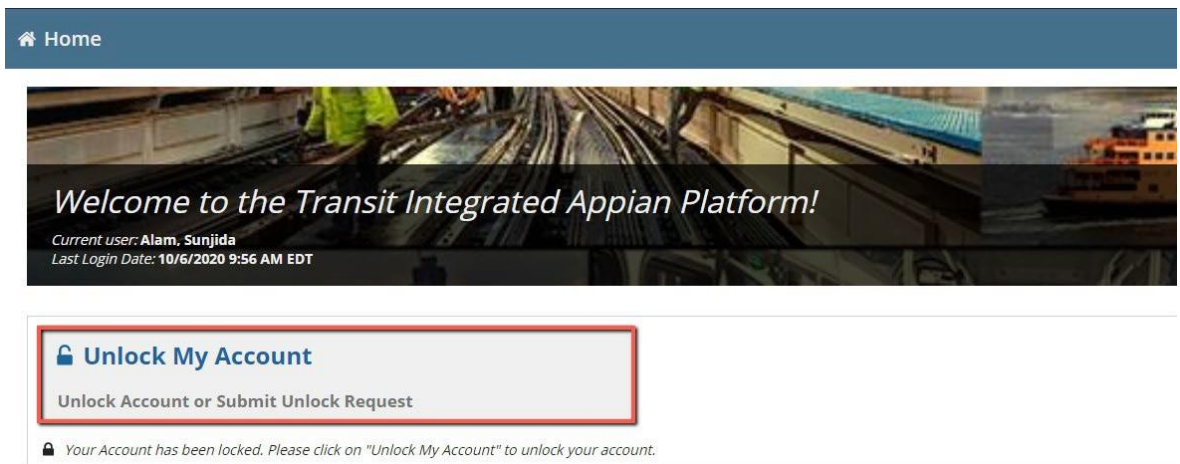 Home
Welcome to the Transit Integrated Appian Platform!
Current user: Alam, Sunjida
Last Login Date: 10/6/2020 9:56 AM EDT
Unlock My Account
Unlock Account or Submit Unlock Request
Your Account has been locked. Please click on "Unlock My Account" to unlock your account.